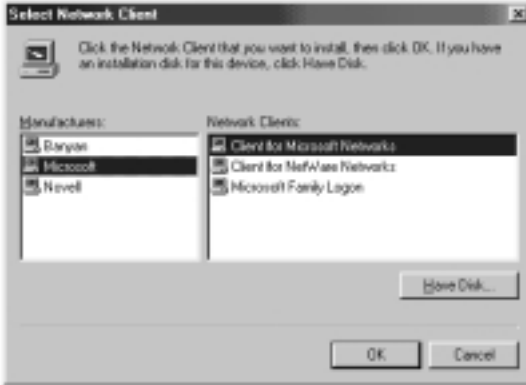 Select Network Client
Click the Network Client that you want to install, then click OK. If you have
an installation disk for this device, click Have Disk.
Manufacturers:
Banyan
Microsoft
Novell
Network Clients:
Client for Microsoft Networks
Client for NetWare Networks
Microsoft Family Logon
Have Disk...
OK
Cancel